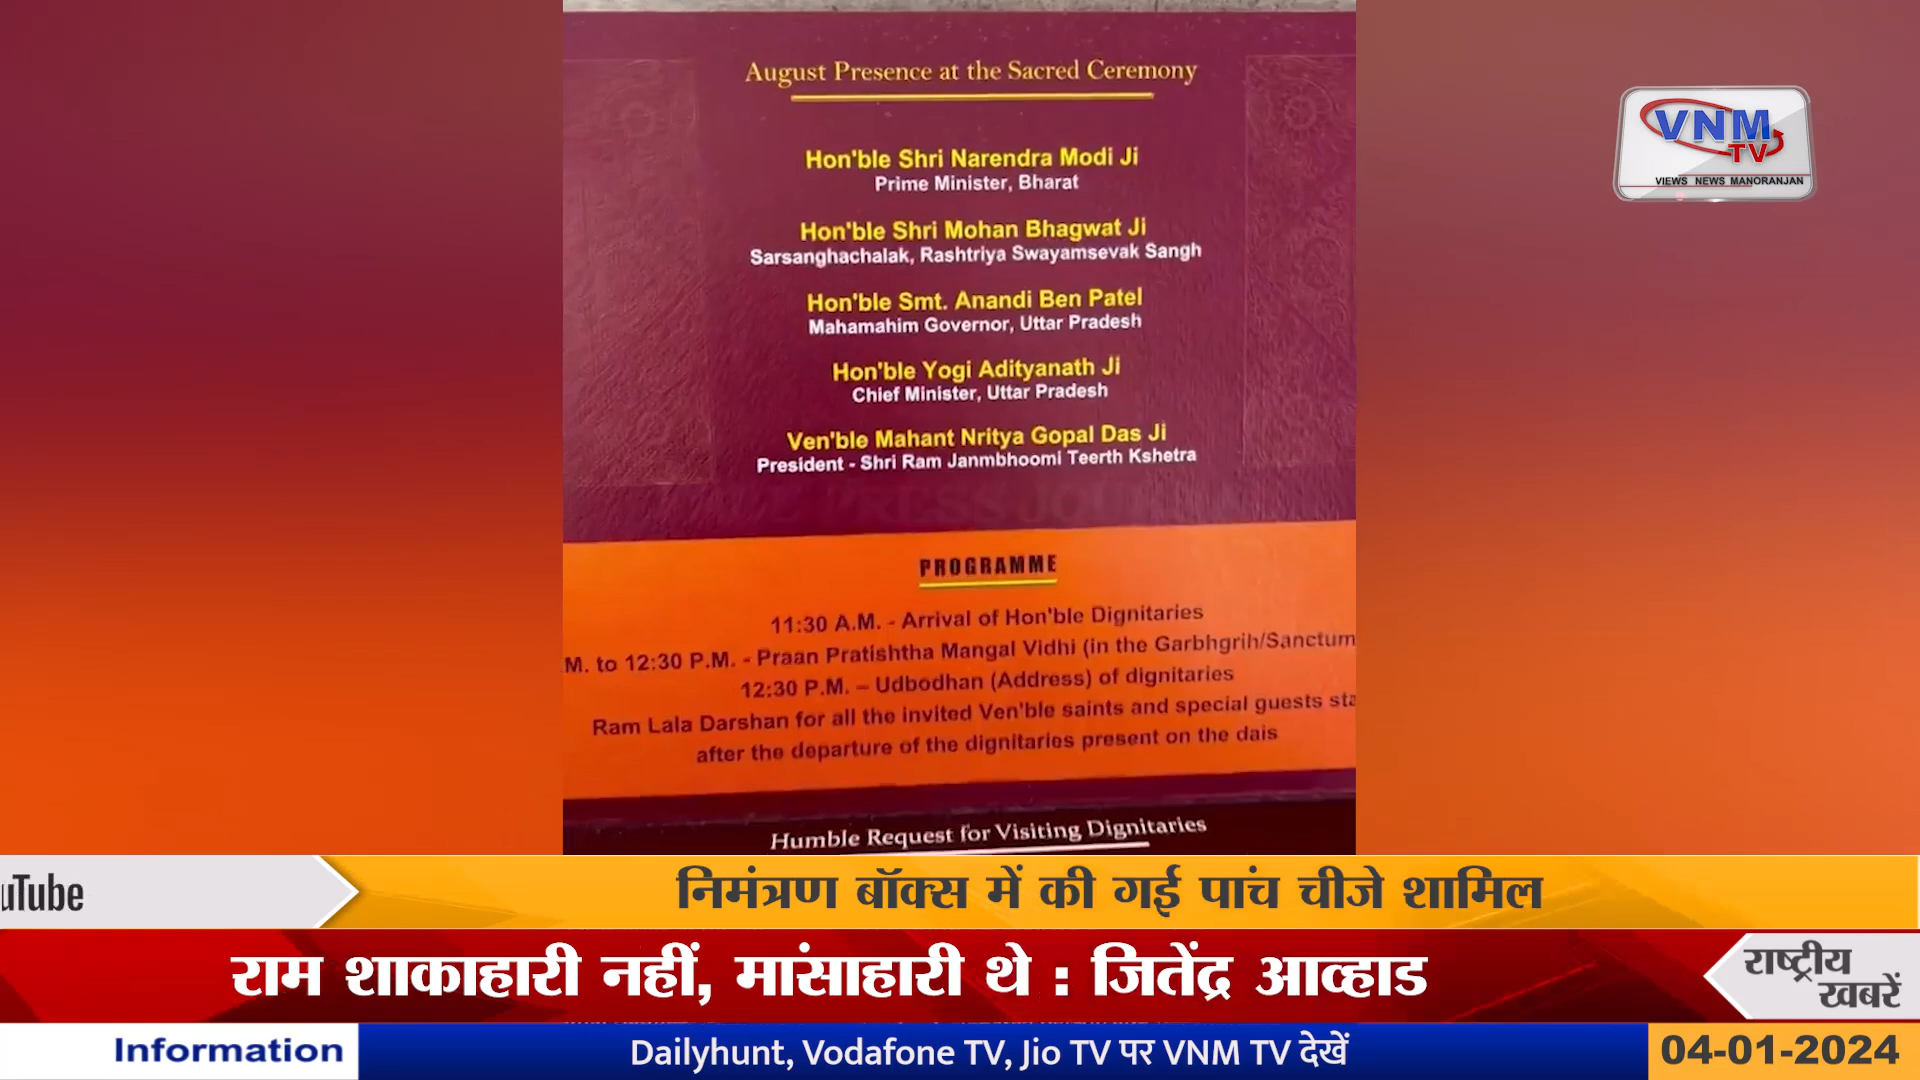 August Presence at the Sacred Ceremony
Hon'ble Shri Narendra Modi Ji
Prime Minister, Bharat
Hon'ble Shri Mohan Bhagwat Ji
Sarsanghachalak, Rashtriya Swayamsevak Sangh
Hon'ble Smt. Anandi Ben Patel
Mahamahim Governor, Uttar Pradesh
Hon'ble Yogi Adityanath Ji
Chief Minister, Uttar Pradesh
Ven'ble Mahant Nritya Gopal Das Ji
President - Shri Ram Janmbhoomi Teerth Kshetra
PROGRAMME
11:30 A.M. - Arrival of Hon'ble Dignitaries
M. to 12:30 P.M. - Praan Pratishtha Mangal Vidhi (in the Garbhgrih/Sanctum
12:30 P.M. – Udbodhan (Address) of dignitaries
Ram Lala Darshan for all the invited Ven'ble saints and special guests sta
after the departure of the dignitaries present on the dais
Humble Request for Visiting Dignitaries
VNM
TV
VIEWS NEWS MANORANJAN
uTube
निमंत्रण बॉक्स में की गई पांच चीजे शामिल
राम शाकाहारी नहीं, मांसाहारी थे : जितेंद्र आव्हाड
राष्ट्रीय
खबरें
Information
Dailyhunt, Vodafone TV, Jio TV पर VNM TV देखें
04-01-2024